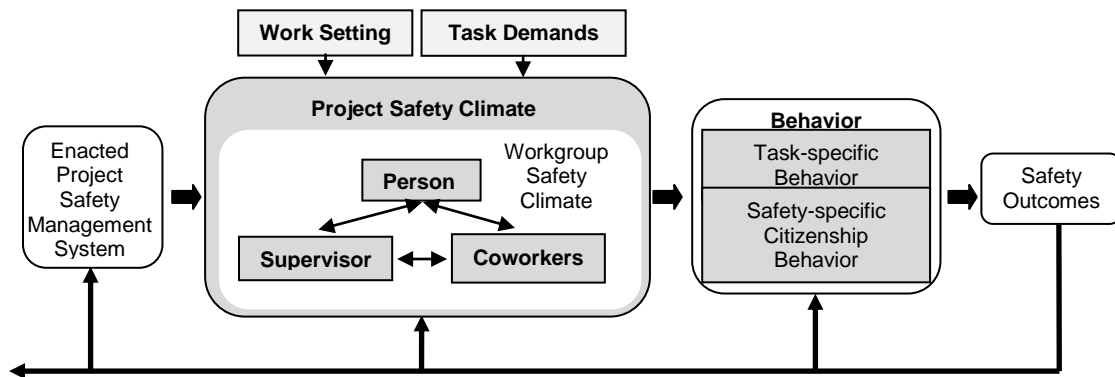 Work Setting
Task Demands
Project Safety Climate
Enacted
Project
Safety
Management
System
Workgroup
Safety
Climate
Person
Supervisor
Coworkers
Behavior
Task-specific
Behavior
Safety-specific
Citizenship
Behavior
Safety
Outcomes